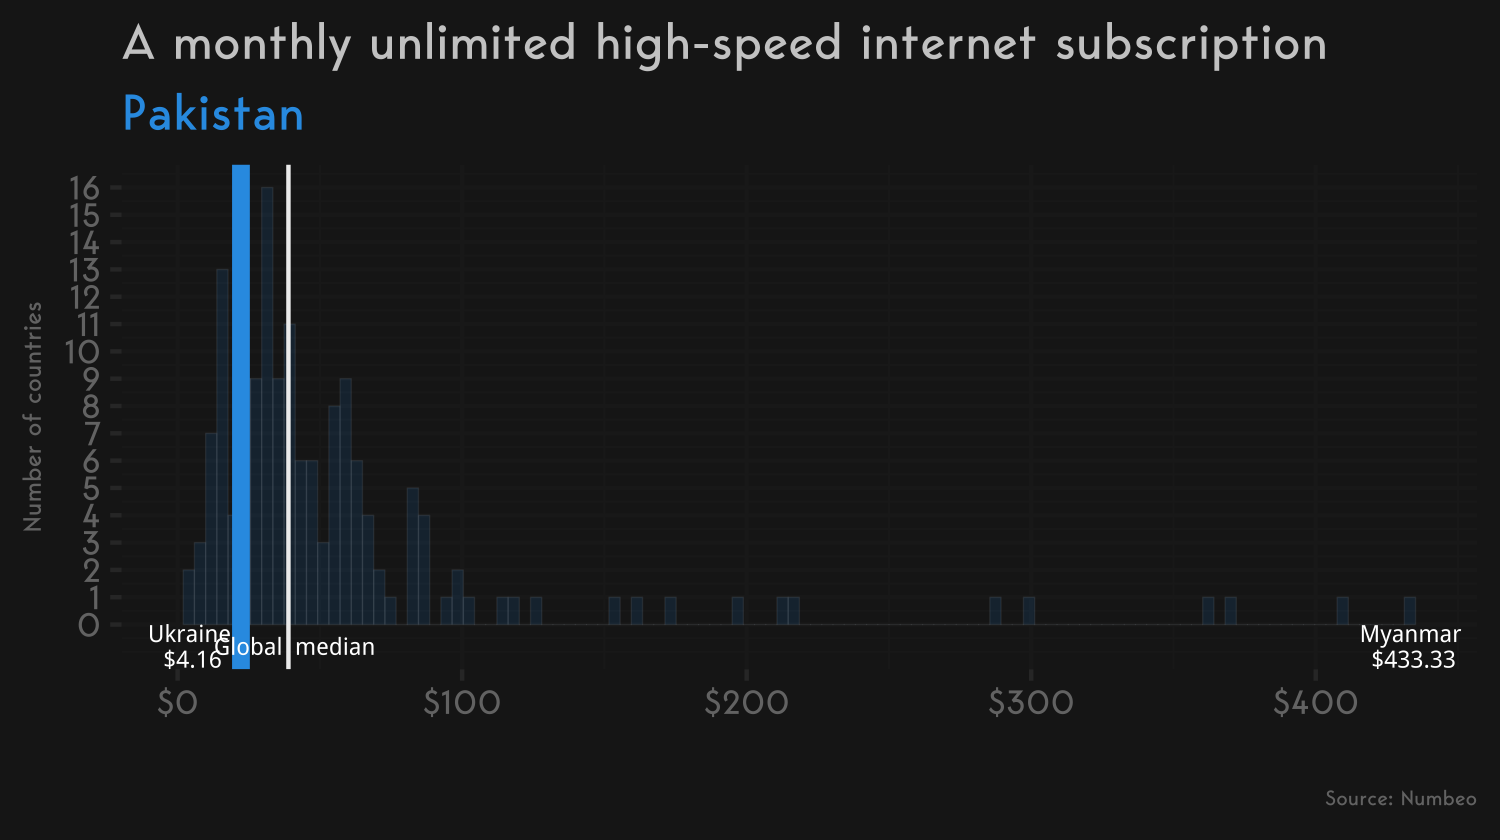 A monthly unlimited high-speed internet subscription
Pakistan
Number of countries
16
15
14
13
12
11
10
9
8
7
6
5
4
3
2
1
0
Ukraine
$4.16
Global median
Myanmar
$433.33
$0 $100 $200 $300 $400
Source: Numbeo